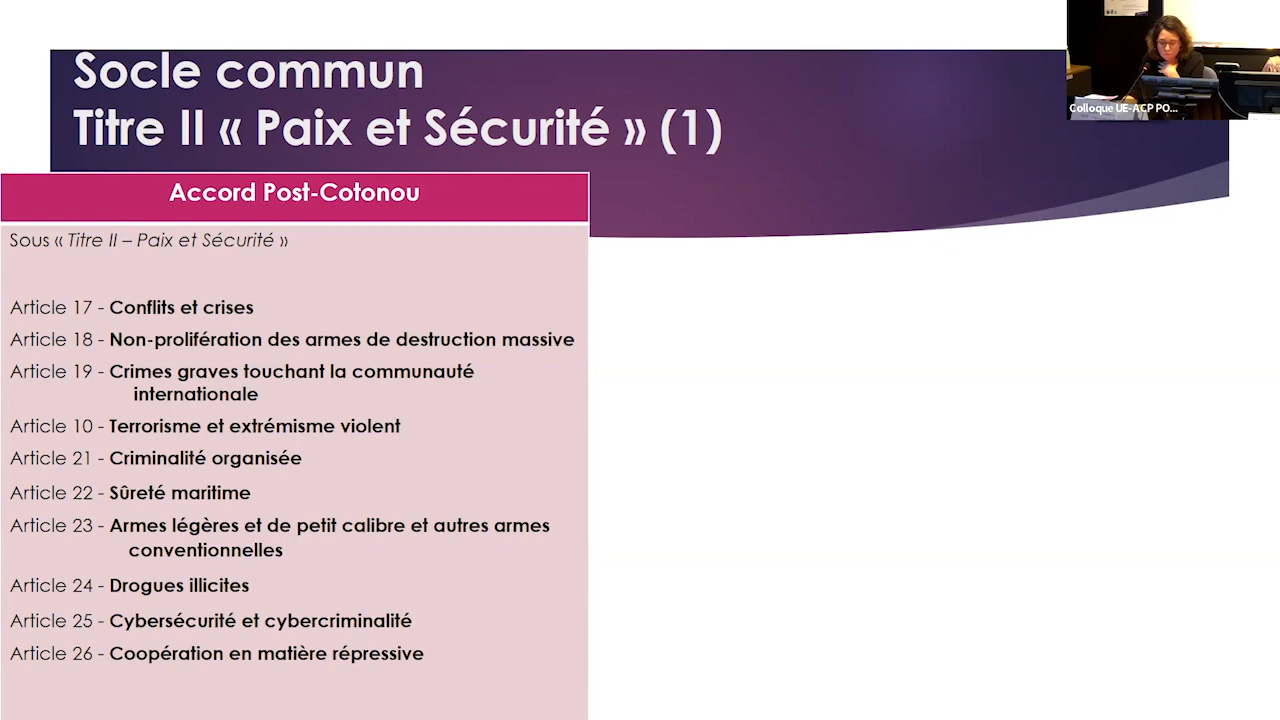 Socle commun
Titre II « Paix et Sécurité » (1)
Colloque UE-ACP PO...
Accord Post-Cotonou
Sous « Titre II – Paix et Sécurité »
Article 17 - Conflits et crises
Article 18 - Non-prolifération des armes de destruction massive
Article 19 - Crimes graves touchant la communauté
internationale
Article 10 - Terrorisme et extrémisme violent
Article 21 - Criminalité organisée
Article 22 - Sûreté maritime
Article 23 - Armes légères et de petit calibre et autres armes
conventionnelles
Article 24 - Drogues illicites
Article 25 - Cybersécurité et cybercriminalité
Article 26 - Coopération en matière répressive